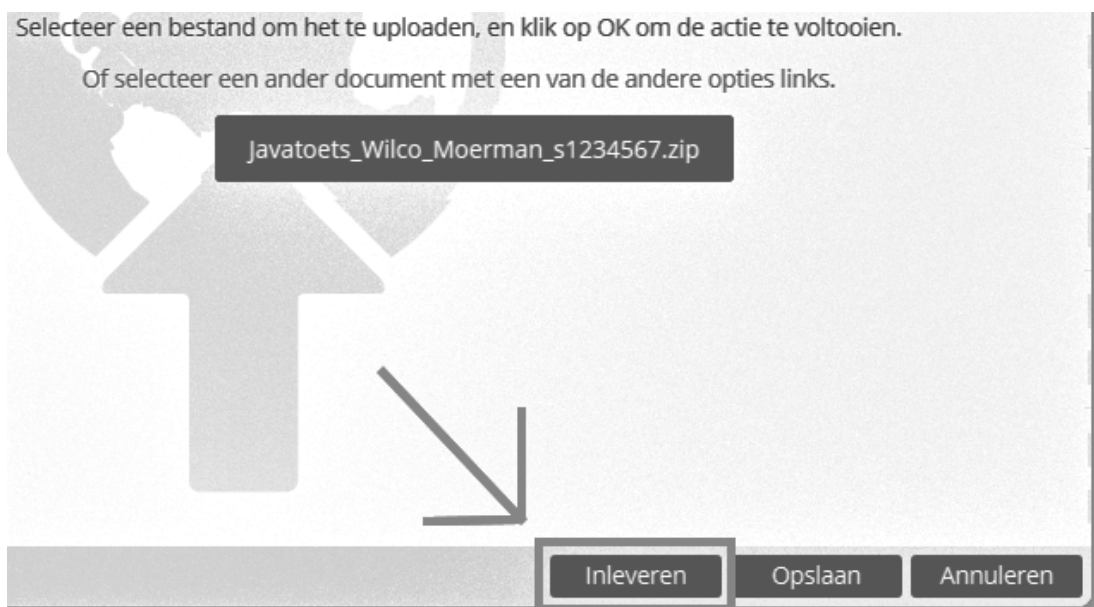 Selecteer een bestand om het te uploaden, en klik op OK om de actie te voltooien.
Of selecteer een ander document met een van de andere opties links.
Javatoets_Wilco_Moerman_s1234567.zip
Inleveren Opslaan Annuleren